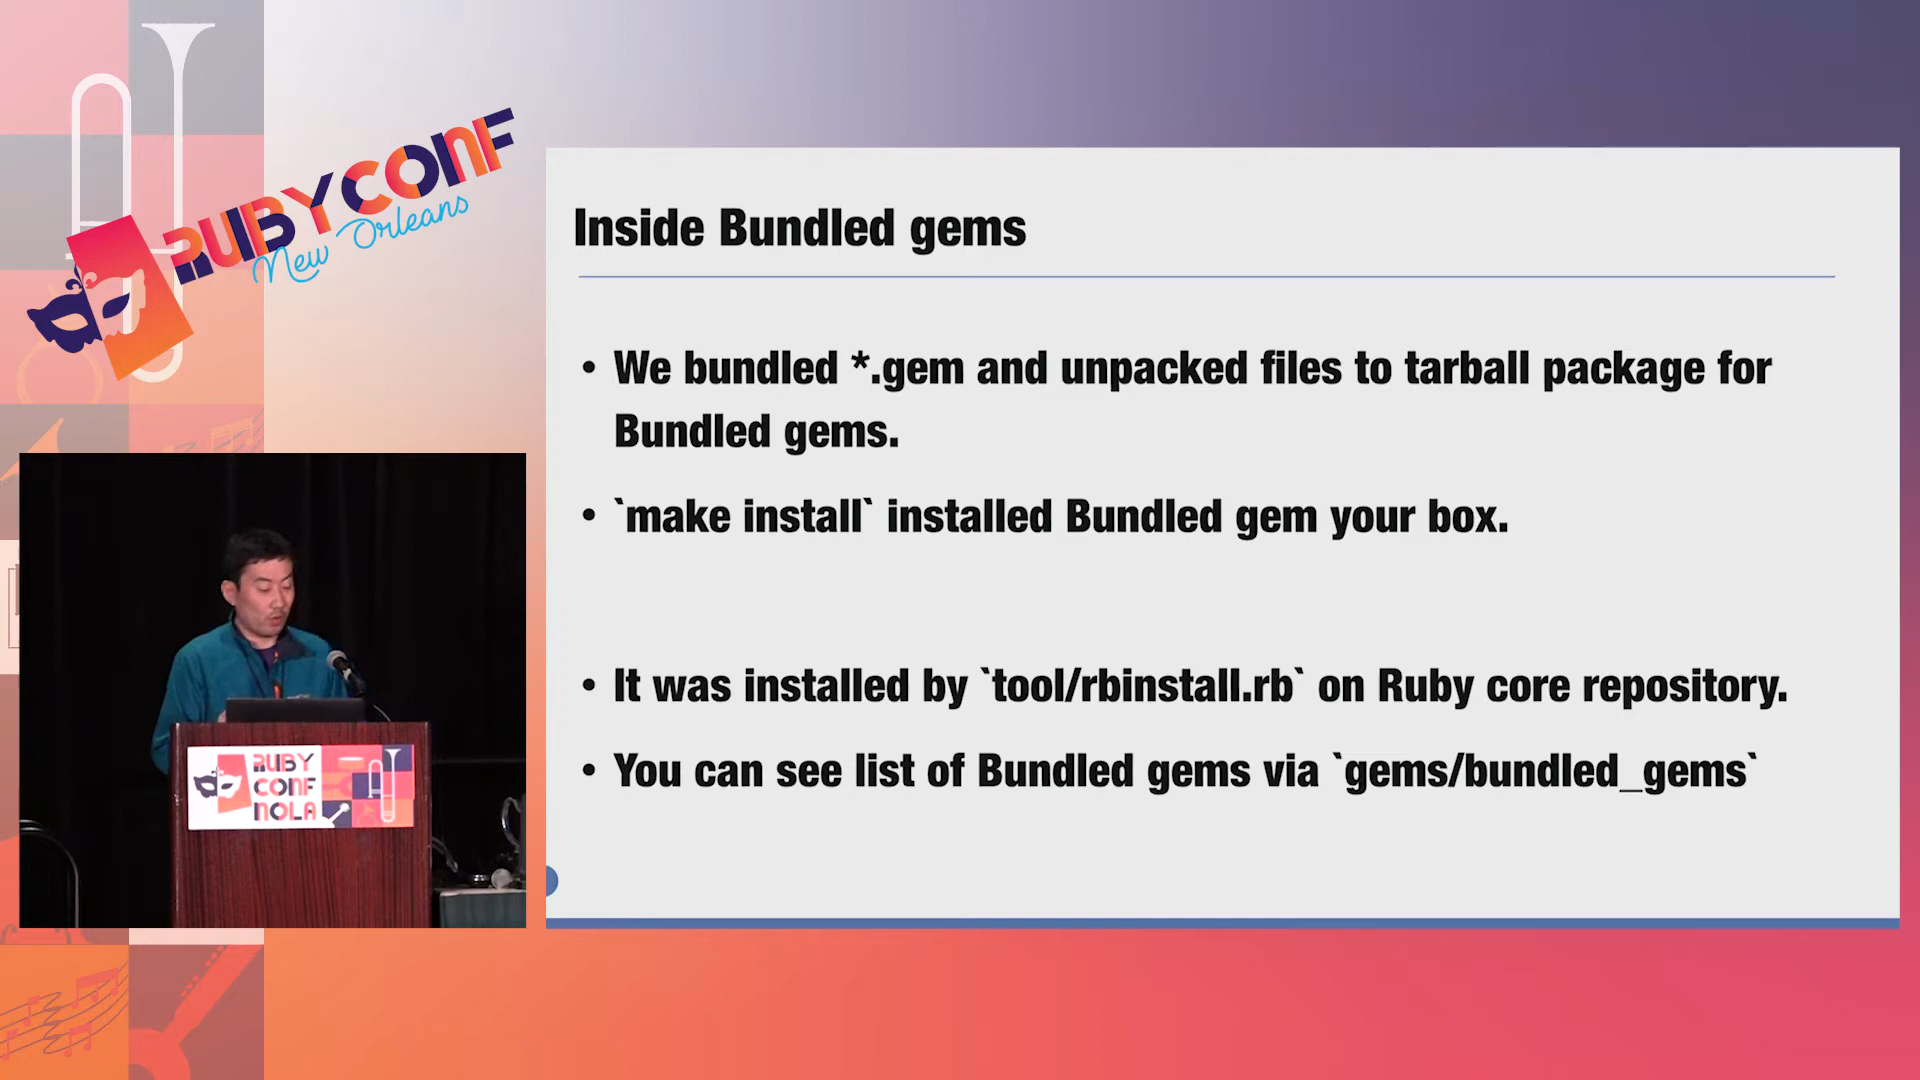 RUBYCONF
New Orleans
Inside Bundled gems
• We bundled *.gem and unpacked files to tarball package for
Bundled gems.
• `make install` installed Bundled gem your box.
• It was installed by `tool/rbinstall.rb` on Ruby core repository.
• You can see list of Bundled gems via `gems/bundled_gems`
RUBY
CONF
NOLA